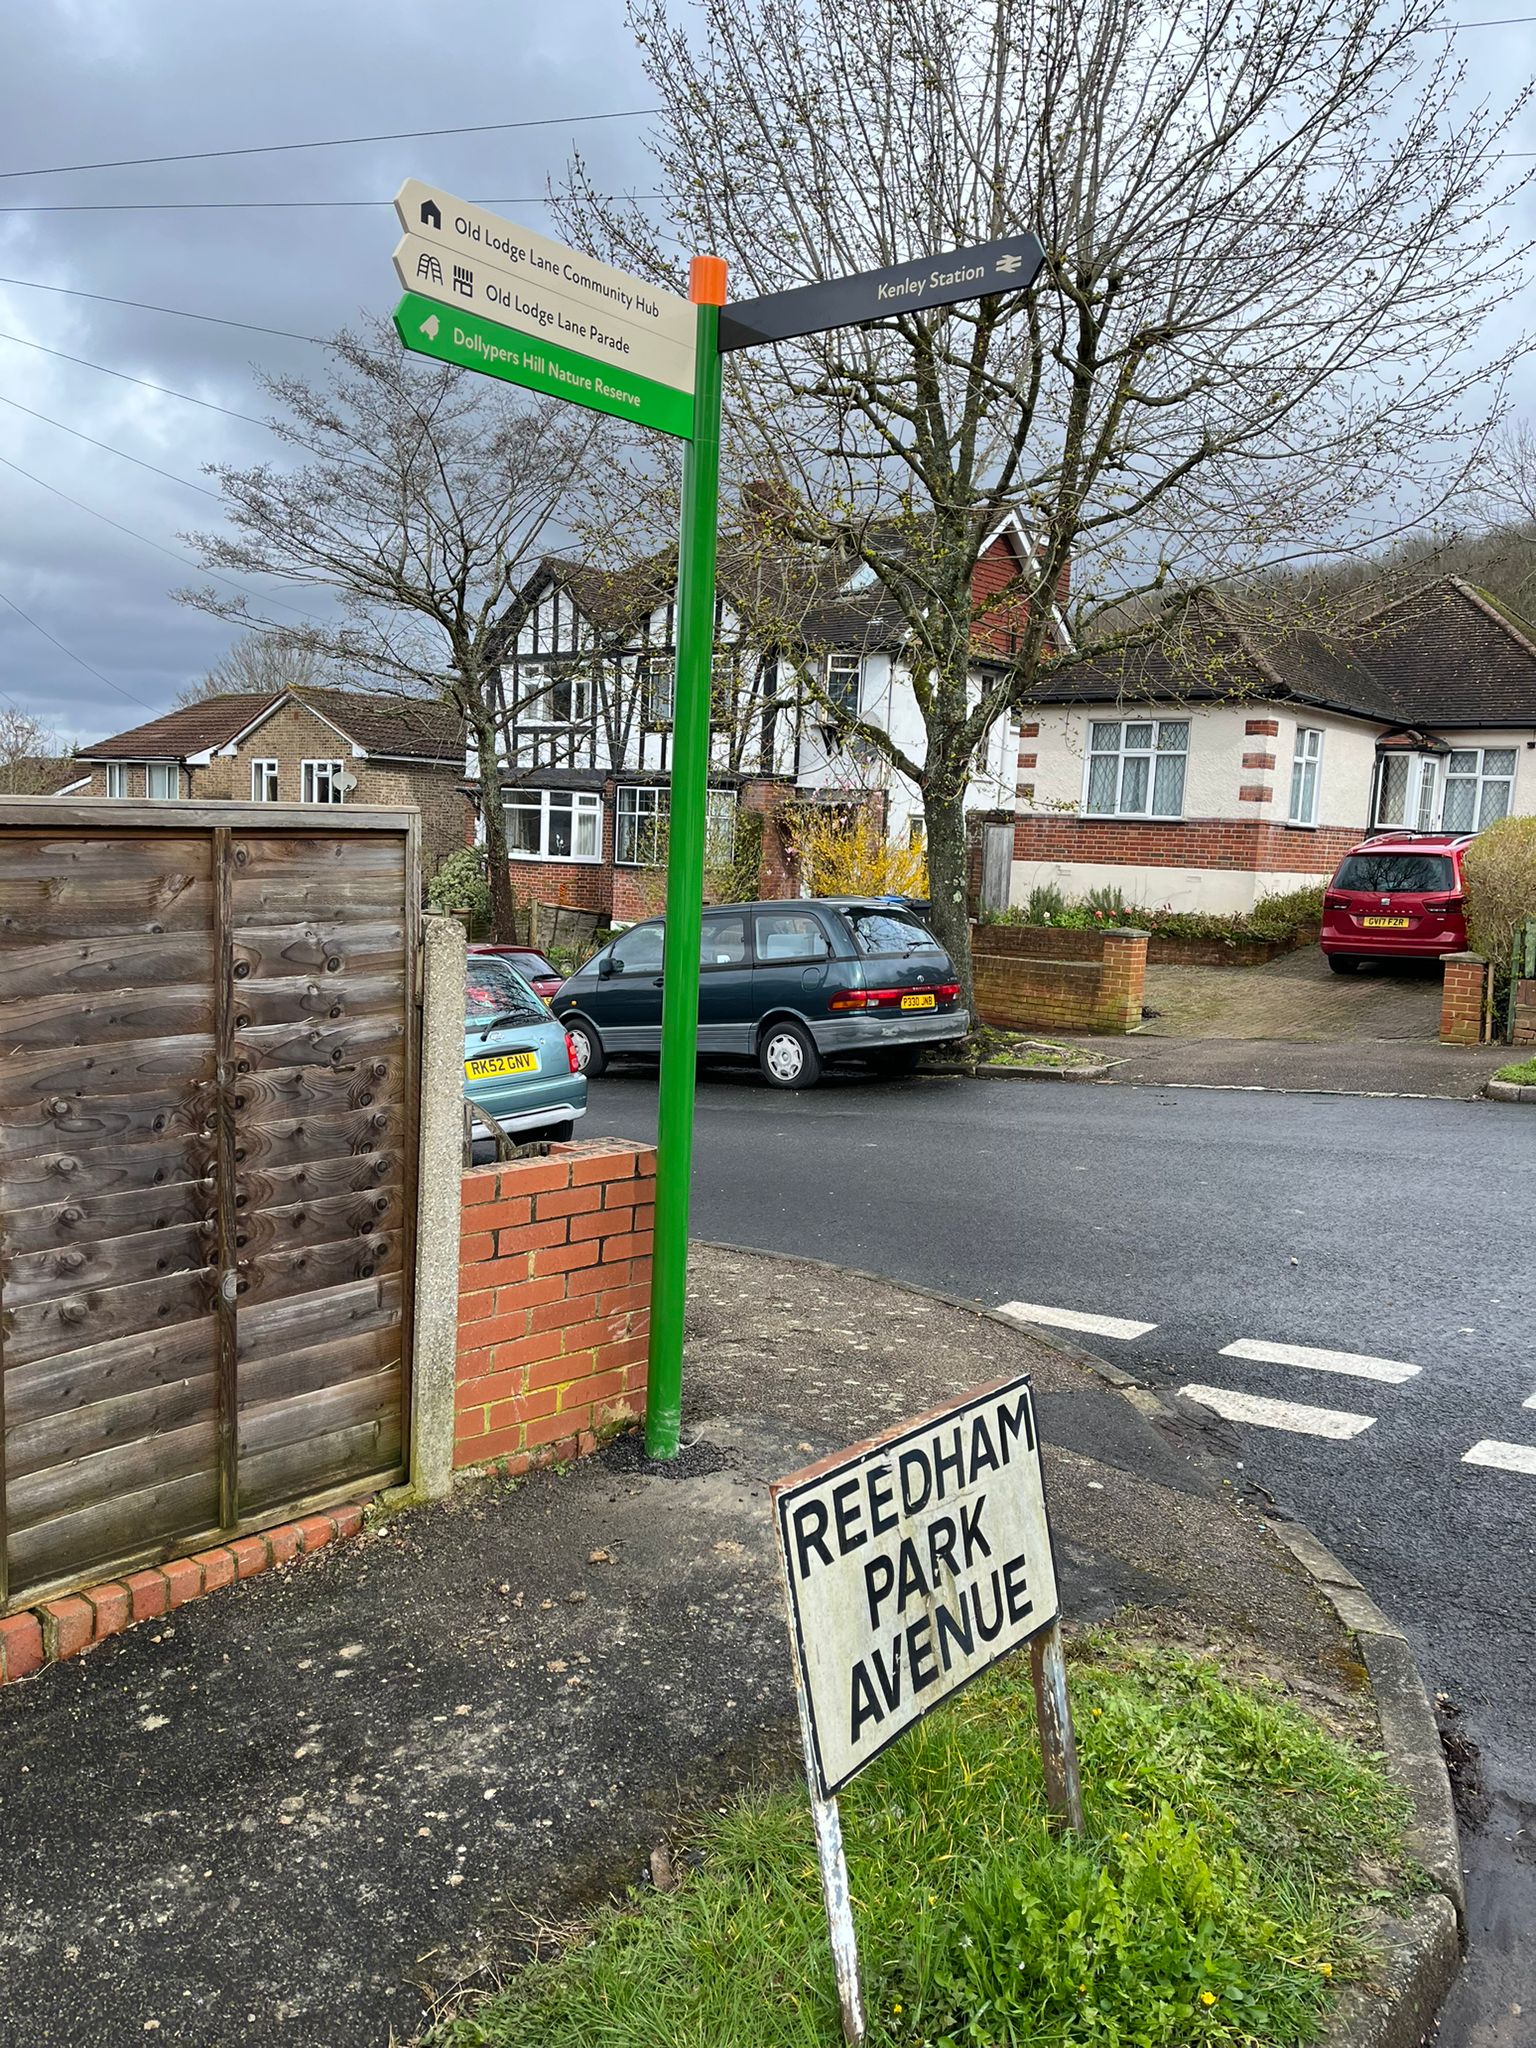 Old Lodge Lane Community Hub
Old Lodge Lane Parade
Dollypers Hill Nature Reserve
Kenley Station
GV17 FZR
P330 JNB
RK52 GNV
REEDHAM
PARK
AVENUE